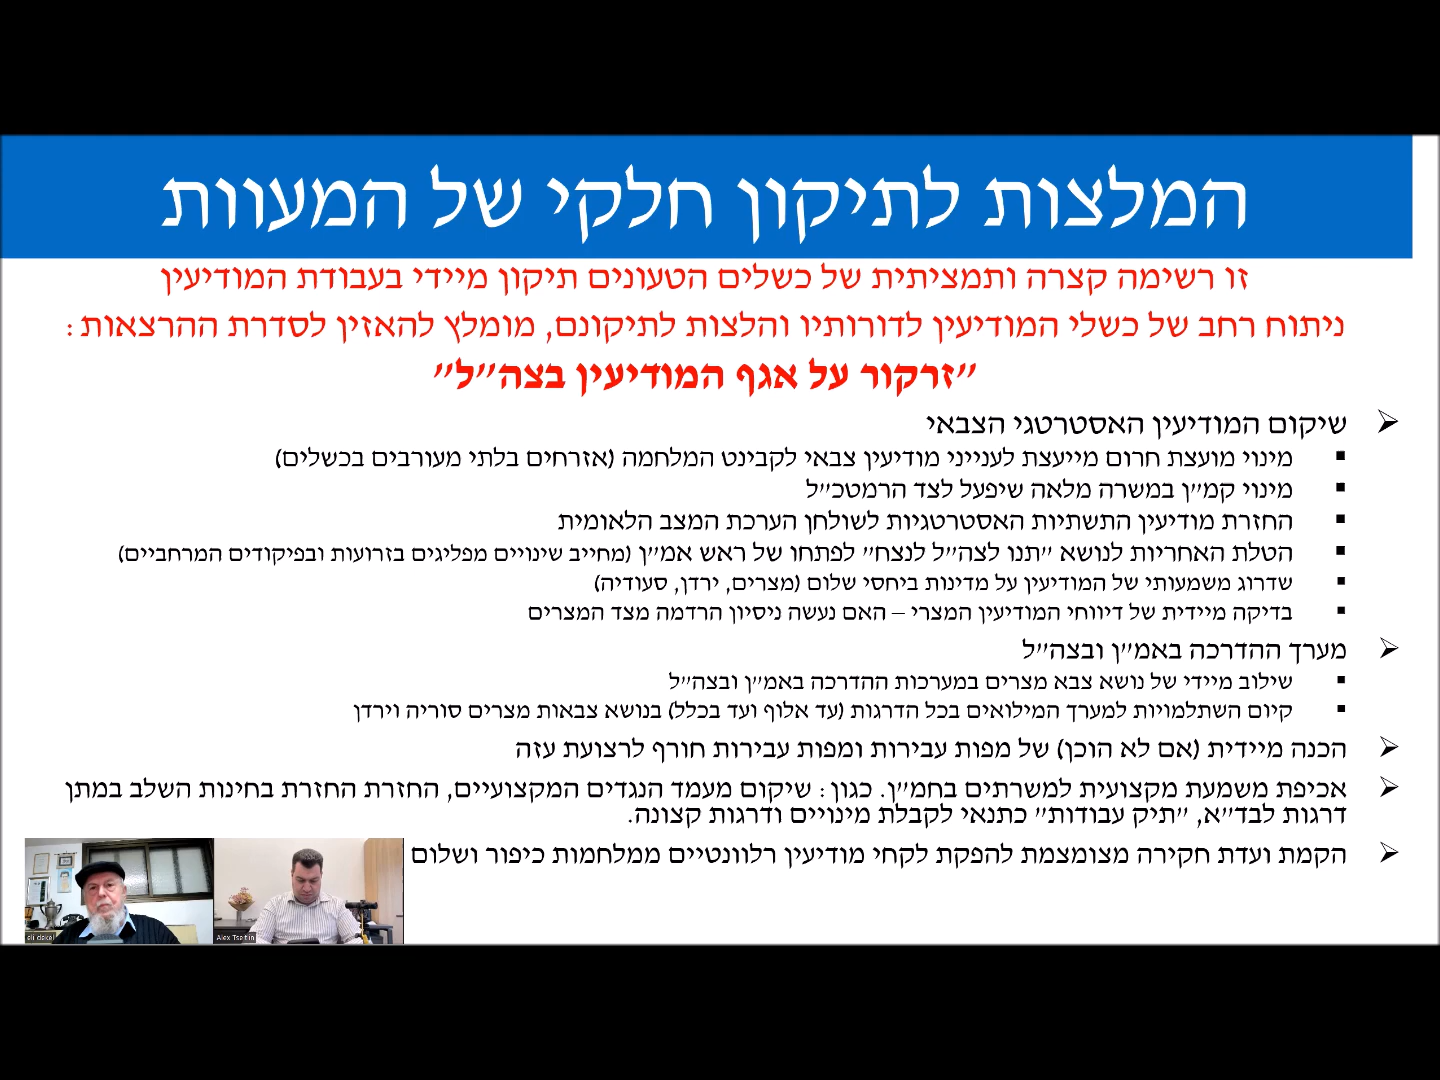 המלצות לתיקון חלקי של המעוות
זו רשימה קצרה ותמציתית של כשלים הטעונים תיקון מיידי בעבודת המודיעין
ניתוח רחב של כשלי המודיעין לדורותיו והלצות לתיקונם, מומלץ להאזין לסדרת ההרצאות:
"זרקור על אגף המודיעין בצה"ל"
➢ שיקום המודיעין האסטרטגי הצבאי
▪ מינוי מועצת חרום מייעצת לענייני מודיעין צבאי לקבינט המלחמה (אזרחים בלתי מעורבים בכשלים)
▪ מינוי קמ"ן במשרה מלאה שיפעל לצד הרמטכ"ל
▪ החזרת מודיעין התשתיות האסטרטגיות לשולחן הערכת המצב הלאומית
▪ הטלת האחריות לנושא "תנו לצה"ל לנצח" לפתחו של ראש אמ"ן (מחייב שינויים מפליגים בזרועות ובפיקודים המרחביים)
▪ שדרוג משמעותי של המודיעין על מדינות ביחסי שלום (מצרים, ירדן, סעודיה)
▪ בדיקה מיידית של דיווחי המודיעין המצרי – האם נעשה ניסיון הרדמה מצד המצרים
➢ מערך ההדרכה באמ"ן ובצה"ל
▪ שילוב מיידי של נושא צבא מצרים במערכות ההדרכה באמ"ן ובצה"ל
▪ קיום השתלמויות למערך המילואים בכל הדרגות (עד אלוף ועד בכלל) בנושא צבאות מצרים סוריה וירדן
➢ הכנה מיידית (אם לא הוכן) של מפות עבירות ומפות עבירות חורף לרצועת עזה
➢ אכיפת משמעת מקצועית למשרתים בחמ"ן. כגון: שיקום מעמד הנגדים המקצועיים, החזרת החזרת בחינות השלב במתן
דרגות לבד"א, "תיק עבודות" כתנאי לקבלת מינויים ודרגות קצונה.
➢ הקמת ועדת חקירה מצומצמת להפקת לקחי מודיעין רלוונטיים ממלחמות כיפור ושלום
eli dekel
Alex Tseitlin